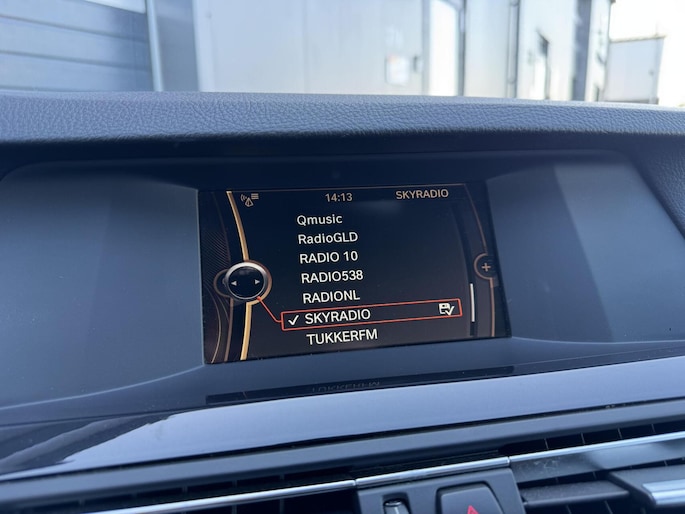 14:13 SKYRADIO
Qmusic
RadioGLD
RADIO 10
RADIO538
RADIONL
SKYRADIO
TUKKERFM